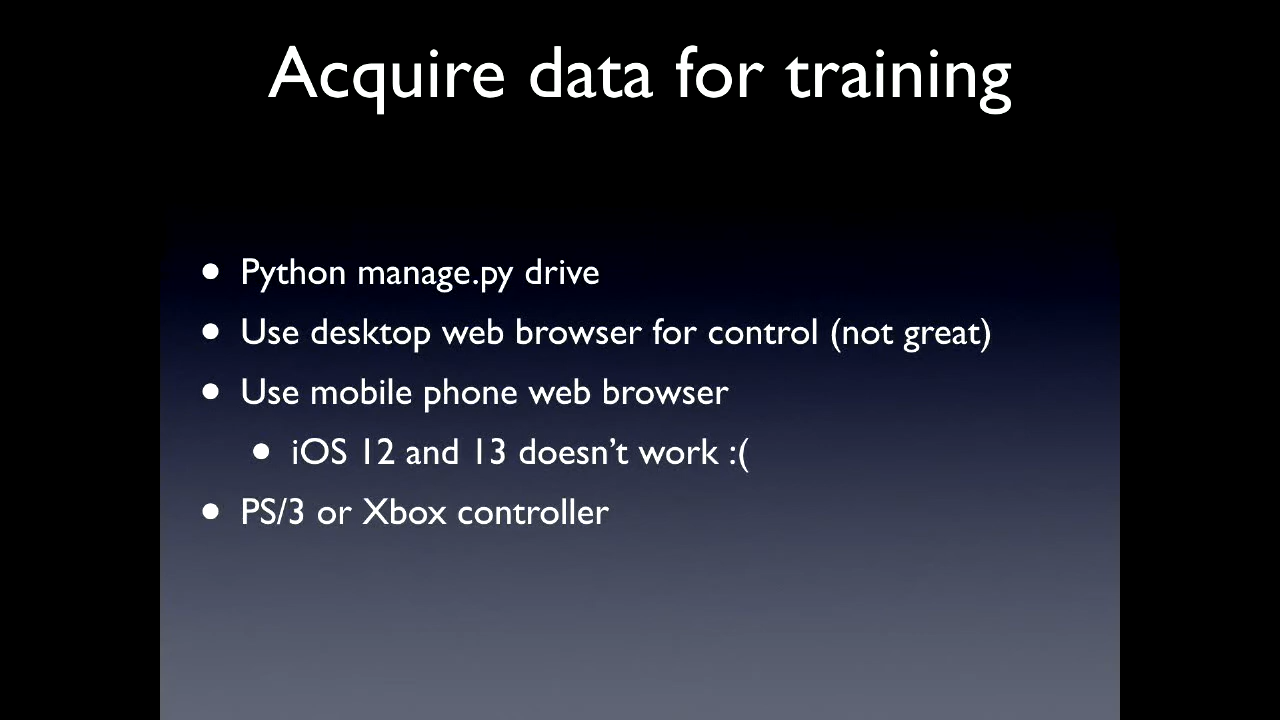 Acquire data for training
• Python manage.py drive
• Use desktop web browser for control (not great)
• Use mobile phone web browser
• iOS 12 and 13 doesn't work :(
• PS/3 or Xbox controller